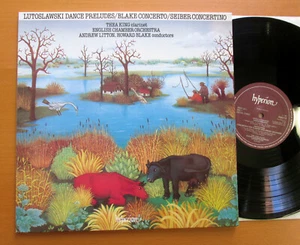 LUTOSLAWSKI DANCE PRELUDES/BLAKE CONCERTO/SEIBER CONCERTINO
THEA KING clarinet
ENGLISH CHAMBER ORCHESTRA
ANDREW LITTON, HOWARD BLAKE conductors
hyperion
hyperion